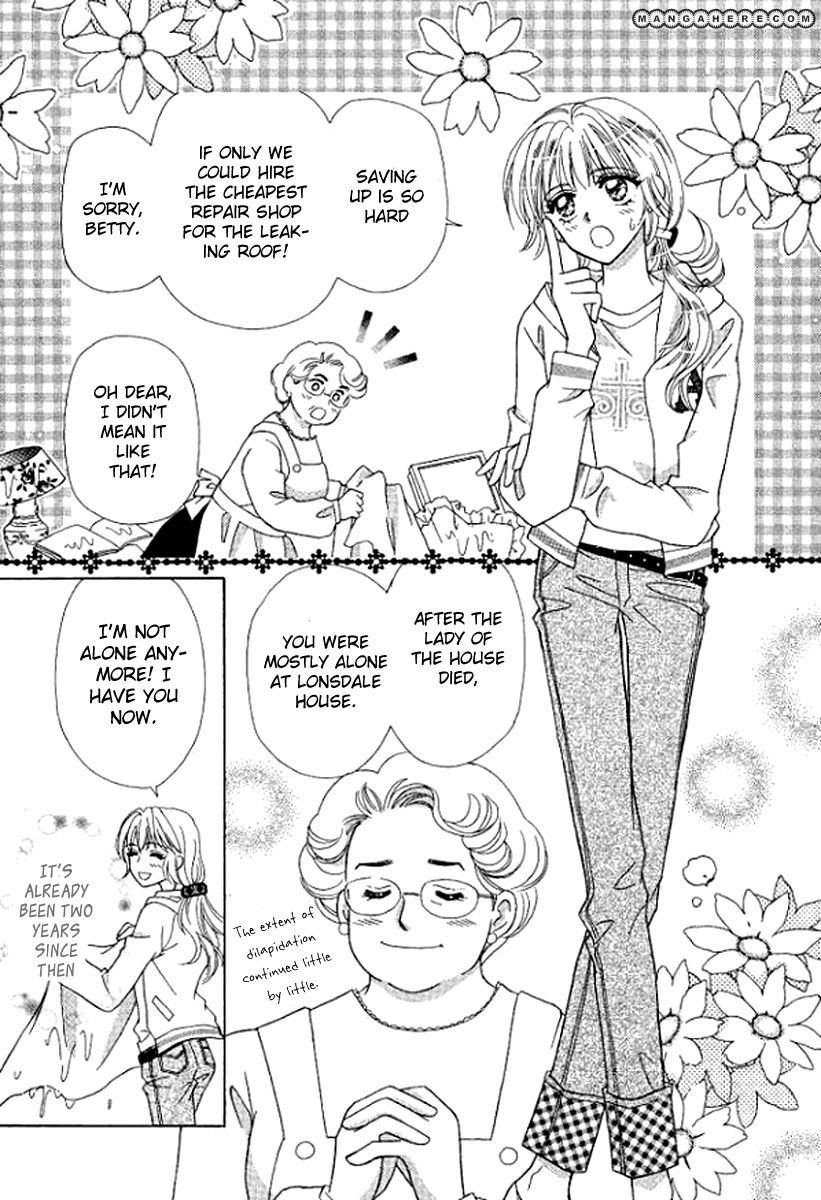 MANGAHERE.COM
SAVING
UP IS SO
HARD
IF ONLY WE
COULD HIRE
THE CHEAPEST
REPAIR SHOP
FOR THE LEAK-
ING ROOF!
I'M
SORRY,
BETTY.
OH DEAR,
I DIDN'T
MEAN IT
LIKE
THAT!
AFTER THE
LADY OF
THE HOUSE
DIED,
YOU WERE
MOSTLY ALONE
AT LONSDALE
HOUSE.
The extent of
dilapidation
continued little
by little.
I'M NOT
ALONE ANY-
MORE! I
HAVE YOU
NOW.
IT'S
ALREADY
BEEN TWO
YEARS
SINCE
THEN